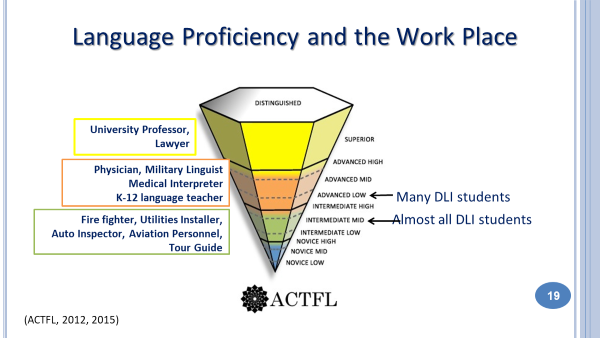 Language Proficiency and the Work Place
DISTINGUISHED
University Professor,
Lawyer
SUPERIOR
ADVANCED HIGH
Physician, Military Linguist
Medical Interpreter
K-12 language teacher
ADVANCED MID
ADVANCED LOW
Many DLI students
INTERMEDIATE HIGH
Fire fighter, Utilities Installer,
Auto Inspector, Aviation Personnel,
Tour Guide
INTERMEDIATE MID
Almost all DLI students
INTERMEDIATE LOW
NOVICE HIGH
NOVICE MID
NOVICE LOW
ACTFL
19
(ACTFL, 2012, 2015)